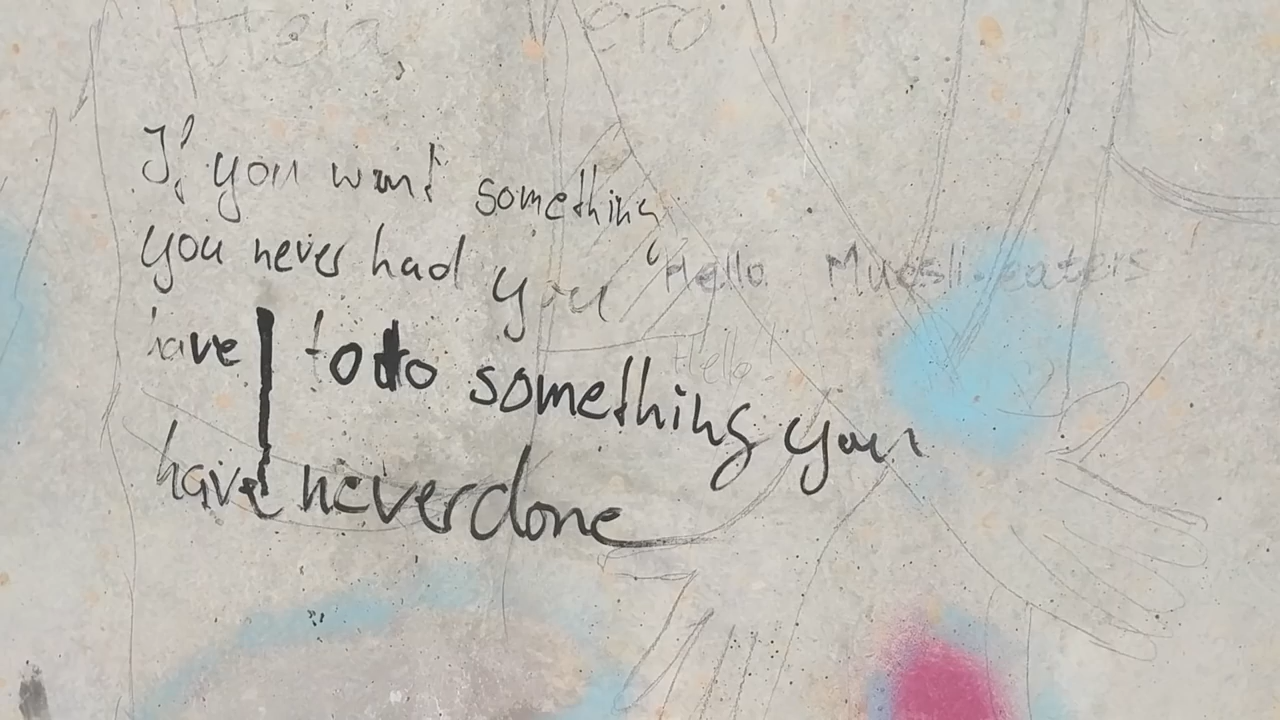 If you want something
you never had you
Hello Muesli-eaters
have to do something you
Hello
have never done